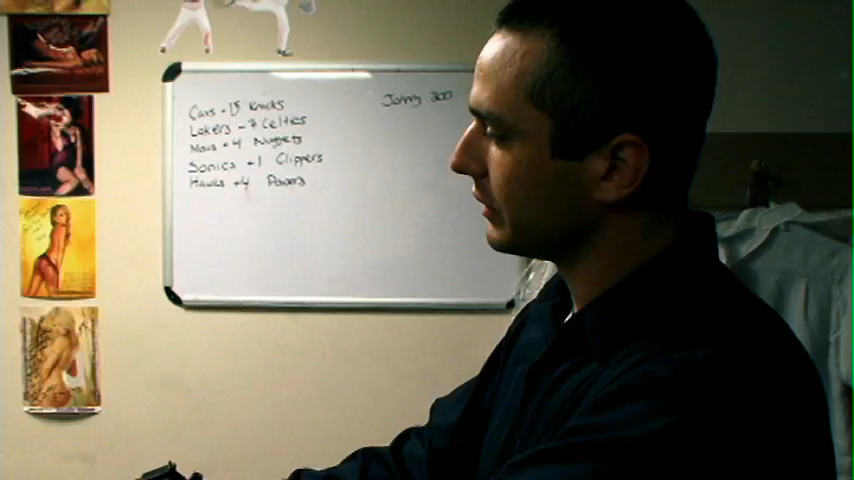 Cavs + 15 Knicks
Johnny 300
Lakers - 7 Celtics
Mavs + 4 Nuggets
Sonics + 1 Clippers
Hawks + 4 Pacers